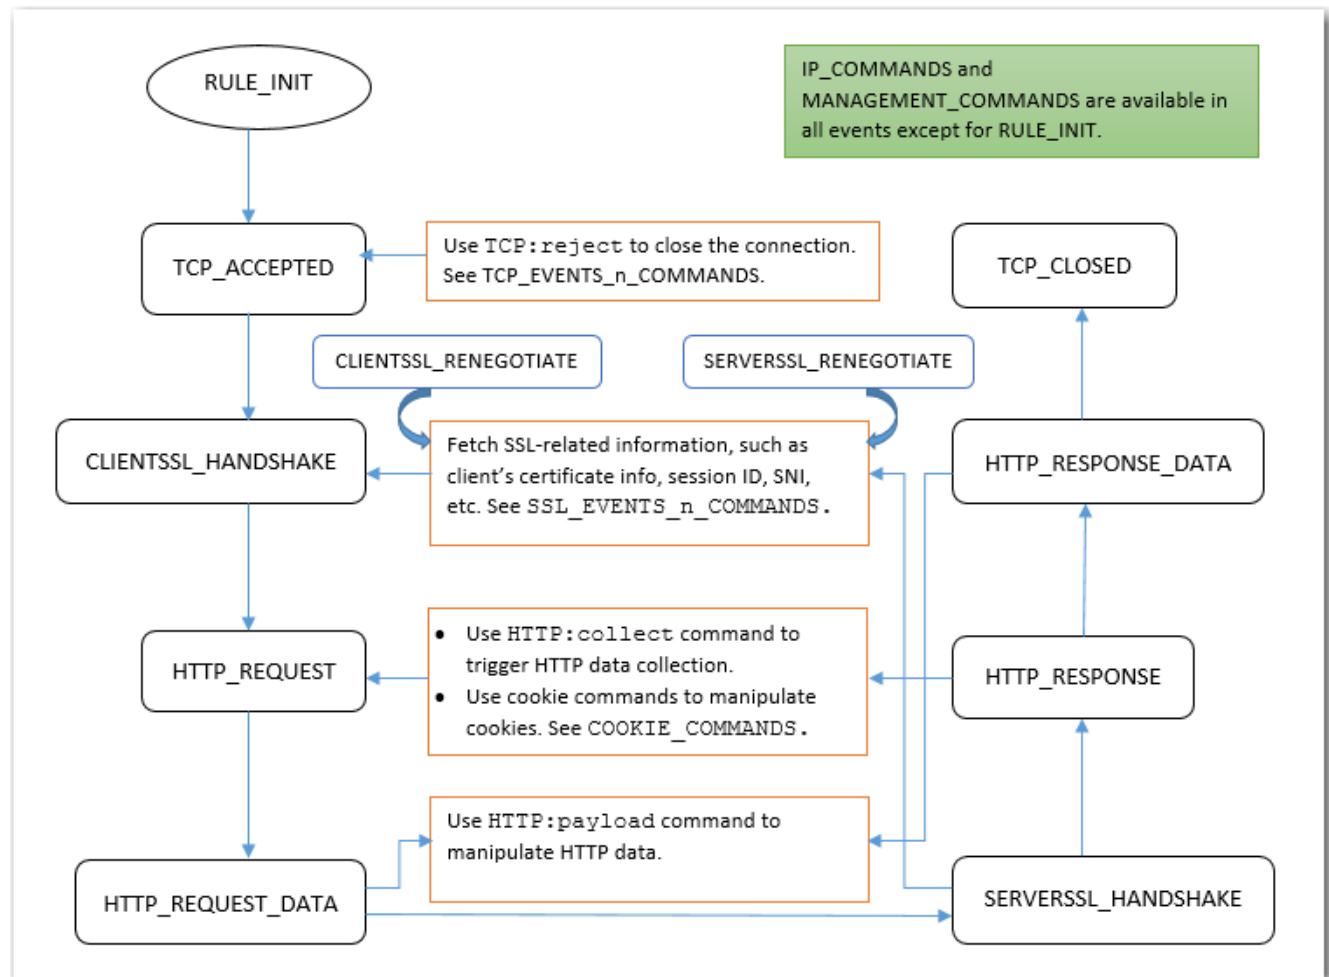 RULE_INIT
IP_COMMANDS and
MANAGEMENT_COMMANDS are available in
all events except for RULE_INIT.
TCP_ACCEPTED
Use TCP:reject to close the connection.
See TCP_EVENTS_n_COMMANDS.
TCP_CLOSED
CLIENTSSL_RENEGOTIATE
SERVERSSL_RENEGOTIATE
CLIENTSSL_HANDSHAKE
Fetch SSL-related information, such as
client’s certificate info, session ID, SNI,
etc. See SSL_EVENTS_n_COMMANDS.
HTTP_RESPONSE_DATA
HTTP_REQUEST
• Use HTTP:collect command to
trigger HTTP data collection.
• Use cookie commands to manipulate
cookies. See COOKIE_COMMANDS.
HTTP_RESPONSE
Use HTTP:payload command to
manipulate HTTP data.
HTTP_REQUEST_DATA
SERVERSSL_HANDSHAKE